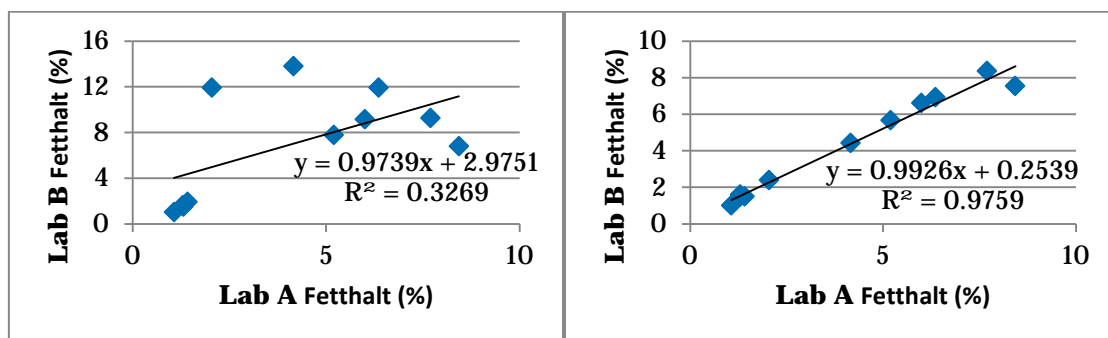 16
12
8
4
0
Lab B Fetthalt (%)
y = 0.9739x + 2.9751
R² = 0.3269
0 5 10
Lab A Fetthalt (%)
10
8
6
4
2
0
Lab B Fetthalt (%)
y = 0.9926x + 0.2539
R² = 0.9759
0 5 10
Lab A Fetthalt (%)